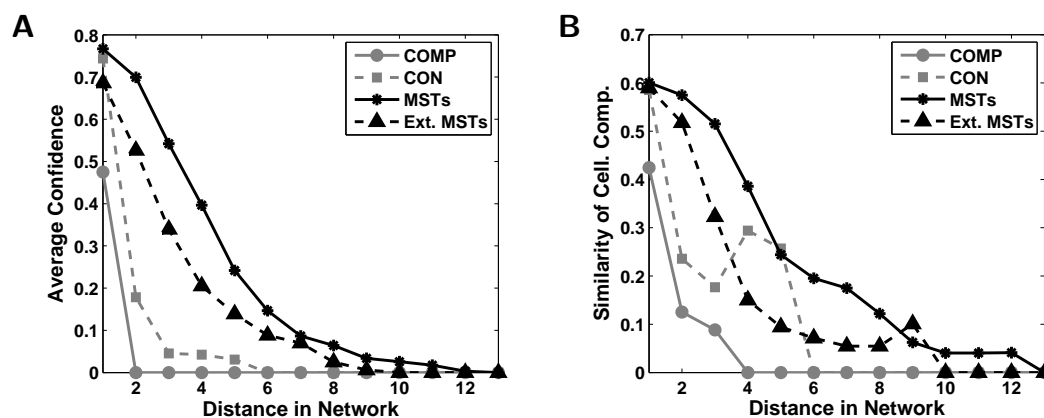 A
0.8
0.7
0.6
0.5
0.4
0.3
0.2
0.1
0
Average Confidence
2 4 6 8 10 12
Distance in Network
COMP
CON
MSTs
Ext. MSTs
B
0.7
0.6
0.5
0.4
0.3
0.2
0.1
0
Similarity of Cell. Comp.
2 4 6 8 10 12
Distance in Network
COMP
CON
MSTs
Ext. MSTs